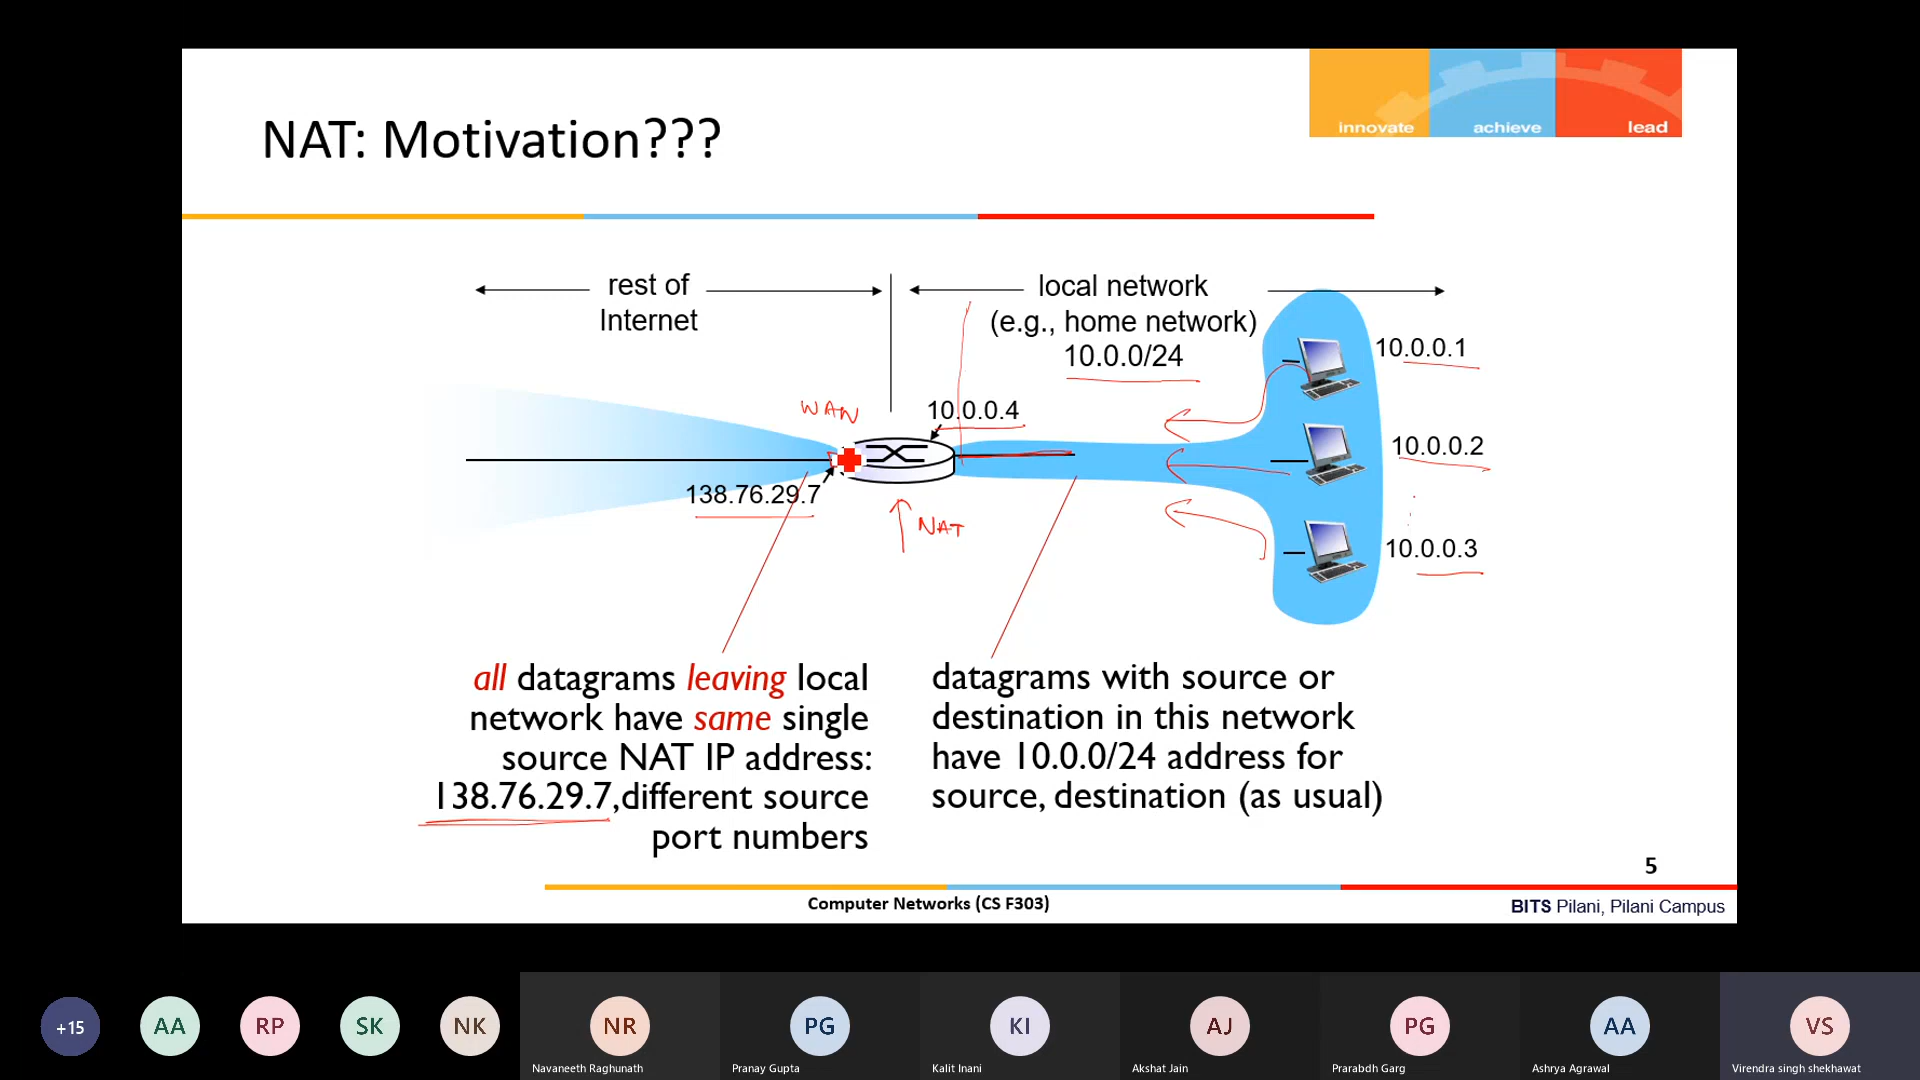 innovate achieve lead
NAT: Motivation???
rest of
Internet
local network
(e.g., home network)
10.0.0/24
10.0.0.1
WAN
10.0.0.4
10.0.0.2
138.76.29.7
NAT
10.0.0.3
all datagrams leaving local
network have same single
source NAT IP address:
138.76.29.7,different source
port numbers
datagrams with source or
destination in this network
have 10.0.0/24 address for
source, destination (as usual)
5
Computer Networks (CS F303)
BITS Pilani, Pilani Campus
+15 AA RP SK NK NR PG KI AJ PG AA VS
Navaneeth Raghunath Pranay Gupta Kalit Inani Akshat Jain Prarabdh Garg Ashrya Agrawal Virendra singh shekhawat